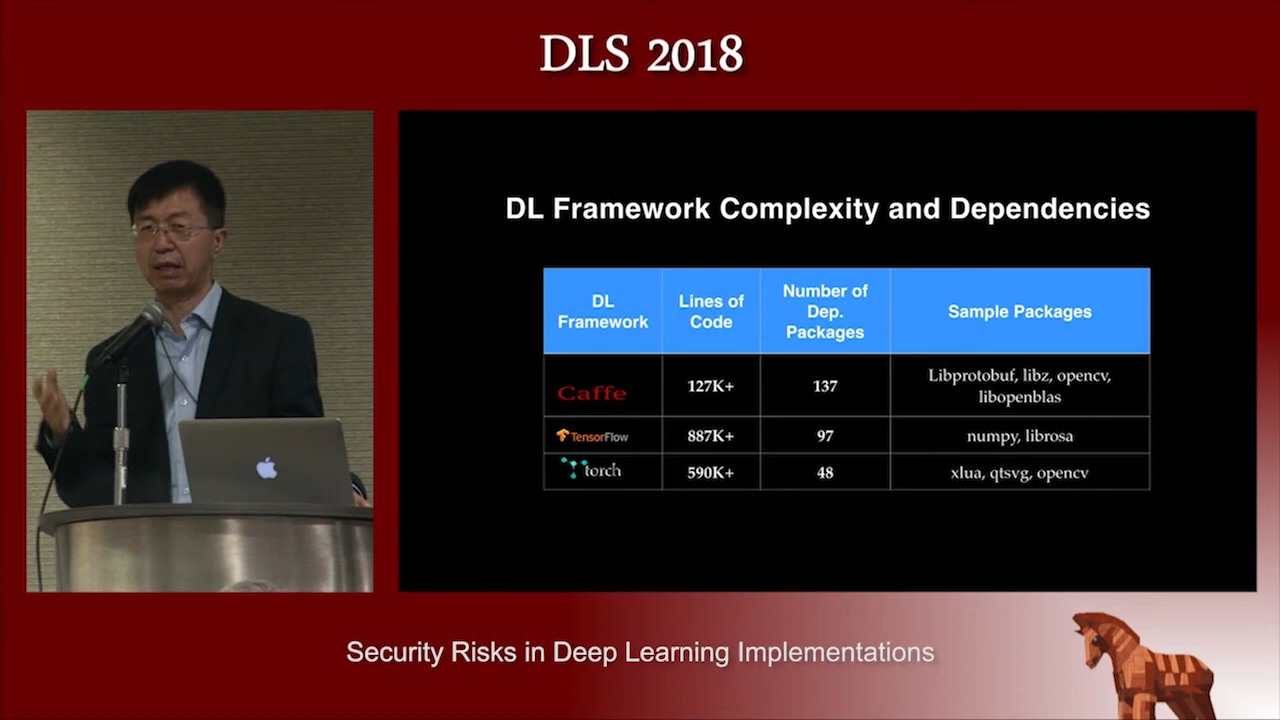 DLS 2018
DL Framework Complexity and Dependencies
DL
Framework
Lines of
Code
Number of
Dep.
Packages
Sample Packages
Caffe
127K+
137
Libprotobuf, libz, opencv,
libopenblas
TensorFlow
887K+
97
numpy, librosa
torch
590K+
48
xlua, qtsvg, opencv
Security Risks in Deep Learning Implementations